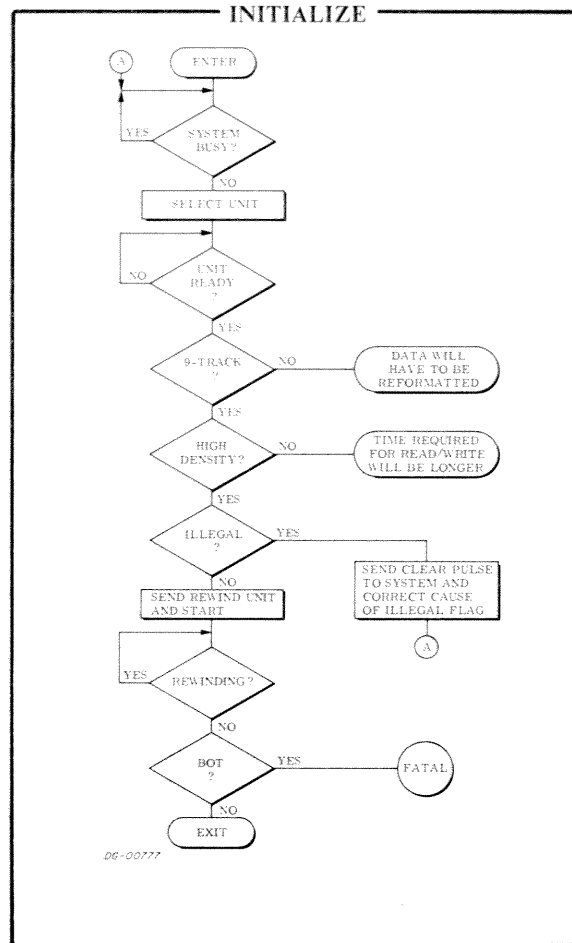 INITIALIZE
A
ENTER
YES
SYSTEM
BUSY?
NO
SELECT UNIT
NO
UNIT
READY
?
YES
9-TRACK
?
NO
DATA WILL
HAVE TO BE
REFORMATTED
YES
HIGH
DENSITY?
NO
TIME REQUIRED
FOR READ/WRITE
WILL BE LONGER
YES
ILLEGAL
?
YES
NO
SEND CLEAR PULSE
TO SYSTEM AND
CORRECT CAUSE
OF ILLEGAL FLAG
A
SEND REWIND UNIT
AND START
YES
REWINDING?
NO
BOT
?
YES
FATAL
NO
EXIT
DG-00777